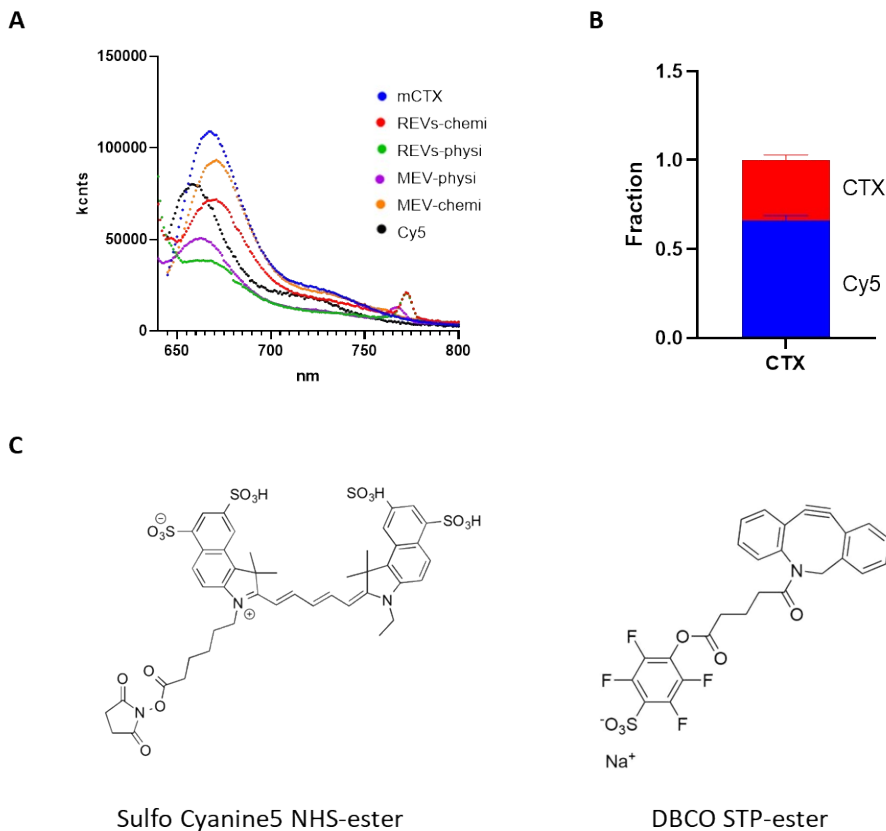 A
150000
100000
50000
0
kcnts
650
700
750
800
nm
mCTX
REVs-chemi
REVs-physi
MEV-physi
MEV-chemi
Cy5
B
1.5
1.0
0.5
0.0
Fraction
CTX
Cy5
CTX
C
SO₃H
SO₃H
⊖
O₃S
SO₃H
N
⊕
N
O
O
O
N
O
O
Sulfo Cyanine5 NHS-ester
N
O
O
O
F
F
F
F
⁻O₃S
Na⁺
DBCO STP-ester